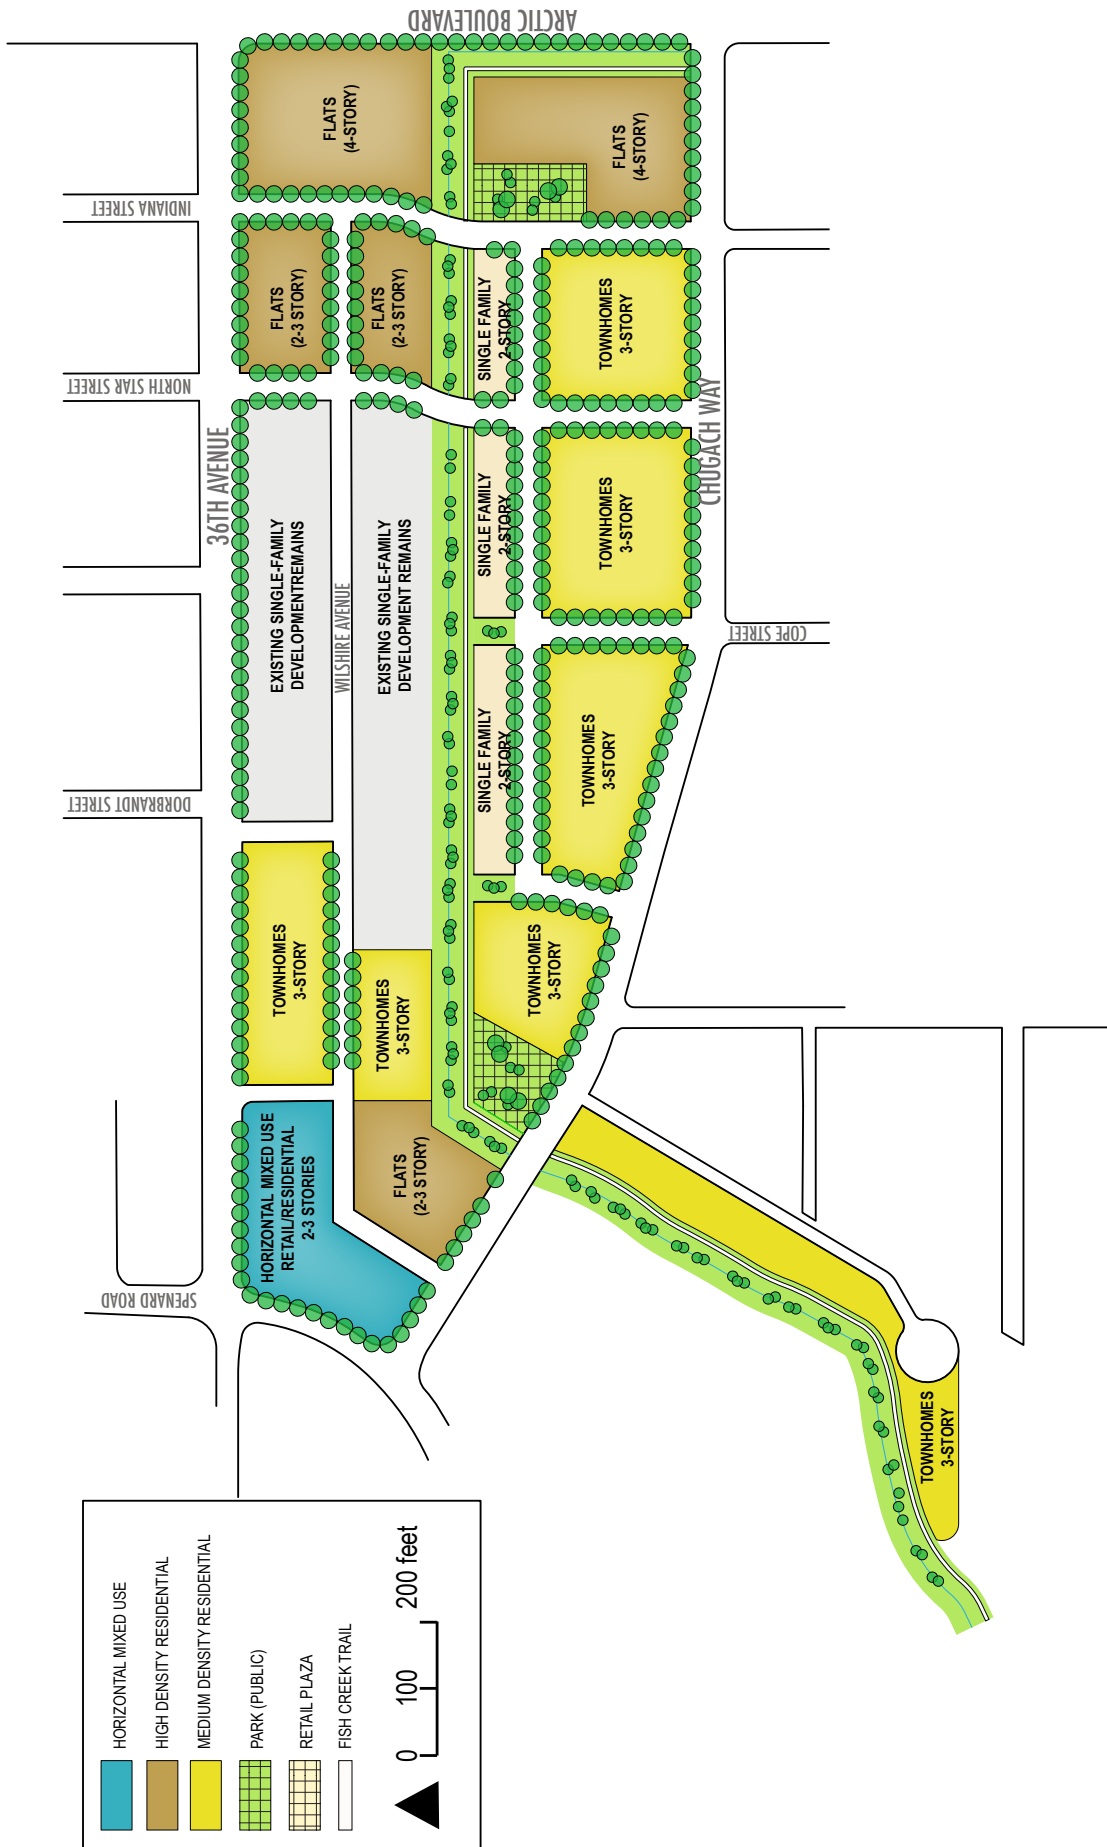 ARCTIC BOULEVARD
FLATS
(4-STORY)
FLATS
(4-STORY)
INDIANA STREET
FLATS
(2-3 STORY)
FLATS
(2-3 STORY)
SINGLE FAMILY
2-STORY
TOWNHOMES
3-STORY
NORTH STAR STREET
36TH AVENUE
CHUGACH WAY
EXISTING SINGLE-FAMILY
DEVELOPMENTREMAINS
WILSHIRE AVENUE
EXISTING SINGLE-FAMILY
DEVELOPMENT REMAINS
SINGLE FAMILY
2-STORY
TOWNHOMES
3-STORY
COPE STREET
SINGLE FAMILY
2-STORY
TOWNHOMES
3-STORY
DORBRANDT STREET
TOWNHOMES
3-STORY
TOWNHOMES
3-STORY
TOWNHOMES
3-STORY
HORIZONTAL MIXED USE
RETAIL/RESIDENTIAL
2-3 STORIES
FLATS
(2-3 STORY)
SPENARD ROAD
TOWNHOMES
3-STORY
HORIZONTAL MIXED USE
HIGH DENSITY RESIDENTIAL
MEDIUM DENSITY RESIDENTIAL
PARK (PUBLIC)
RETAIL PLAZA
FISH CREEK TRAIL
0 100 200 feet